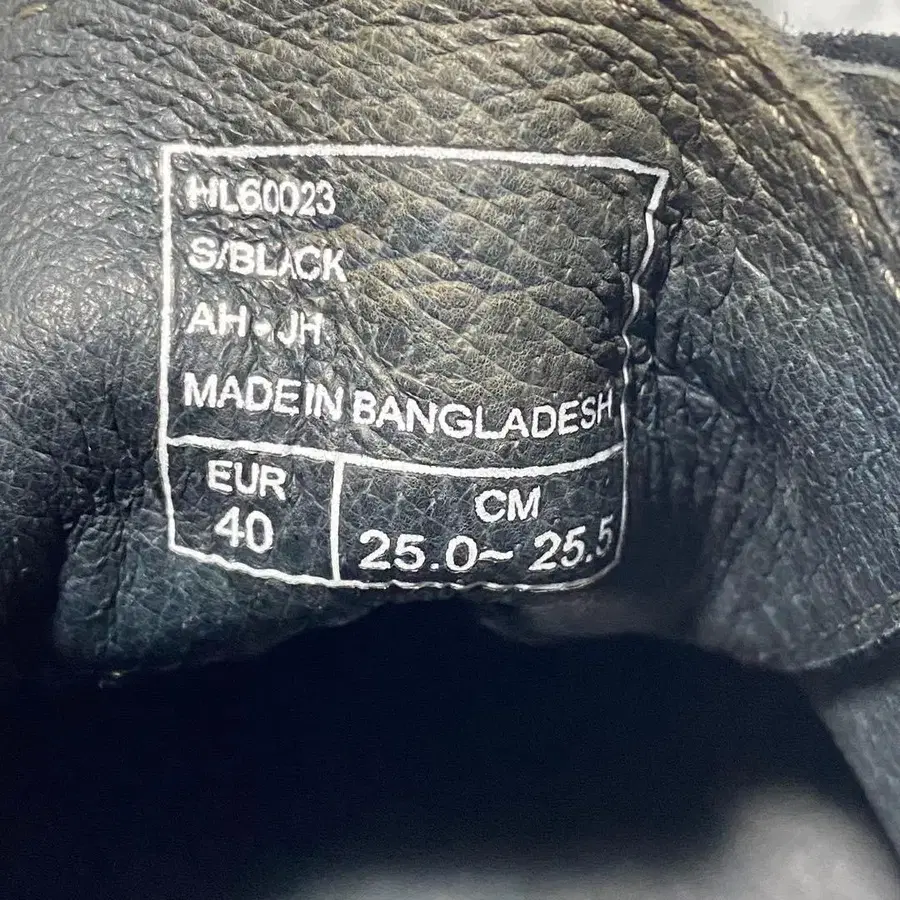 HL60023
S/BLACK
AH・JH
MADE IN BANGLADESH
EUR
40
CM
25.0~ 25.5